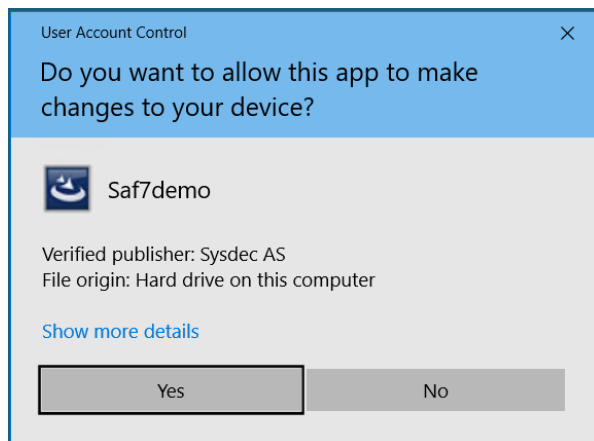 User Account Control
Do you want to allow this app to make
changes to your device?
Saf7demo
Verified publisher: Sysdec AS
File origin: Hard drive on this computer
Show more details
Yes
No